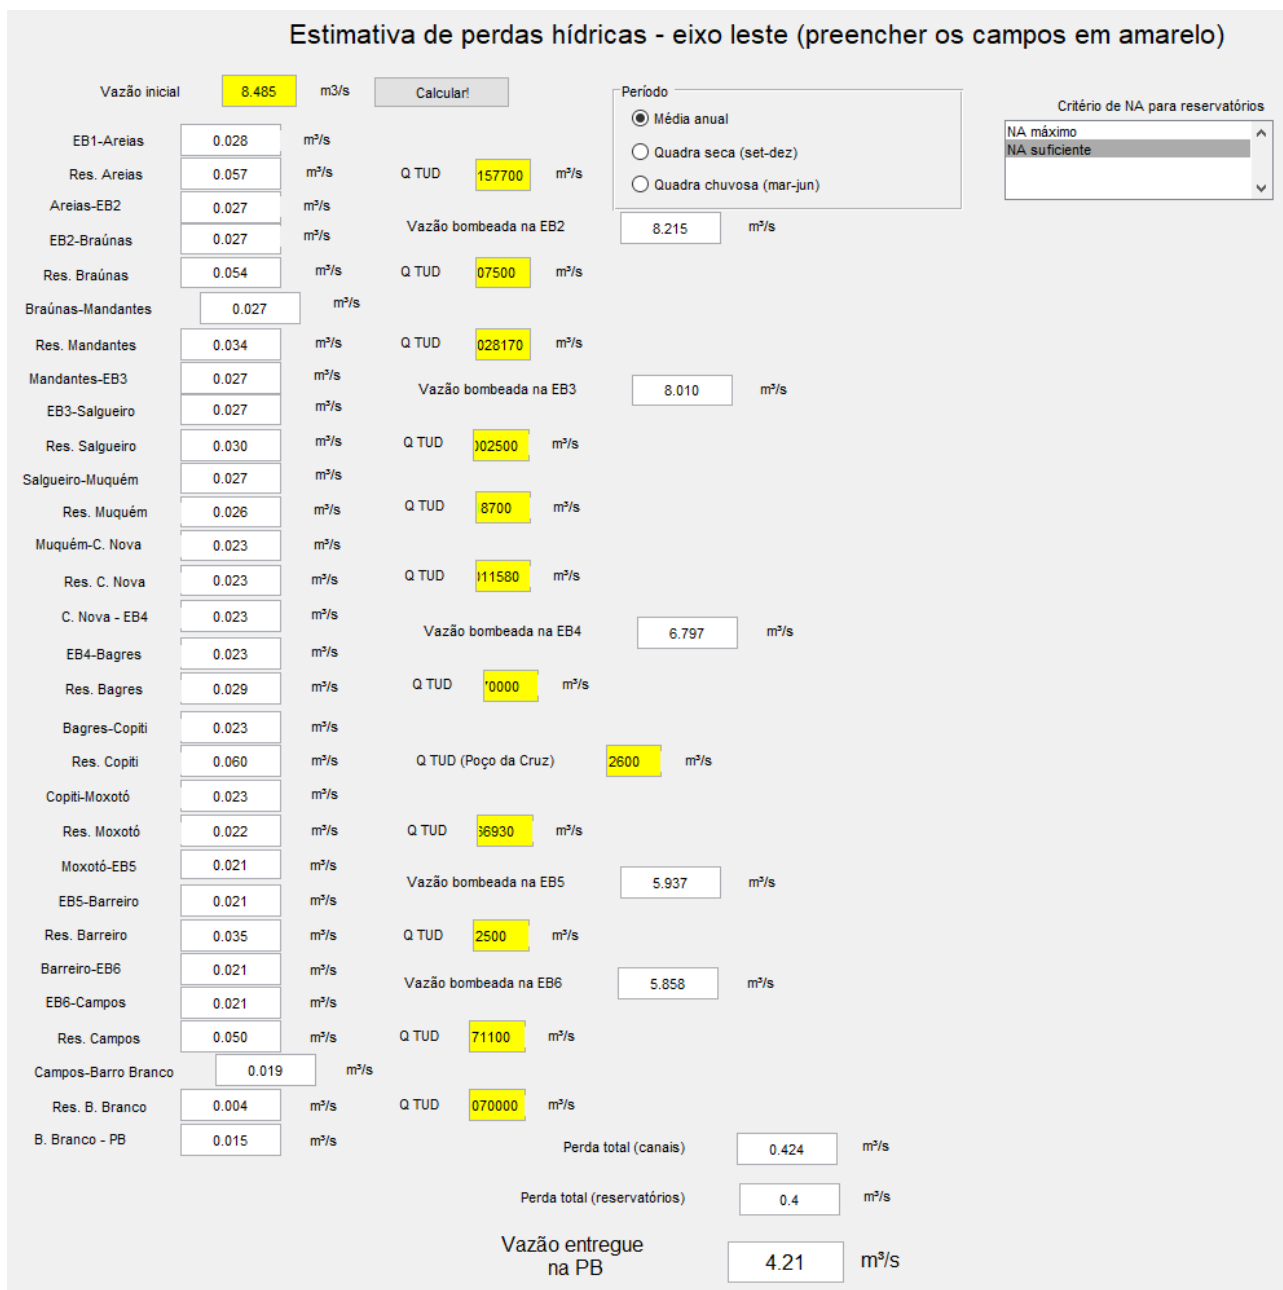 Estimativa de perdas hídricas - eixo leste (preencher os campos em amarelo)
Vazão inicial 8.485 m3/s Calcular!
Período
Média anual
Quadra seca (set-dez)
Quadra chuvosa (mar-jun)
Critério de NA para reservatórios
NA máximo
NA suficiente
EB1-Areias 0.028 m³/s
Res. Areias 0.057 m³/s Q TUD 157700 m³/s
Areias-EB2 0.027 m³/s
Vazão bombeada na EB2 8.215 m³/s
EB2-Braúnas 0.027 m³/s
Res. Braúnas 0.054 m³/s Q TUD 07500 m³/s
Braúnas-Mandantes 0.027 m³/s
Res. Mandantes 0.034 m³/s Q TUD 028170 m³/s
Mandantes-EB3 0.027 m³/s
Vazão bombeada na EB3 8.010 m³/s
EB3-Salgueiro 0.027 m³/s
Res. Salgueiro 0.030 m³/s Q TUD 002500 m³/s
Salgueiro-Muquém 0.027 m³/s
Res. Muquém 0.026 m³/s Q TUD 8700 m³/s
Muquém-C. Nova 0.023 m³/s
Res. C. Nova 0.023 m³/s Q TUD 011580 m³/s
C. Nova - EB4 0.023 m³/s
Vazão bombeada na EB4 6.797 m³/s
EB4-Bagres 0.023 m³/s
Res. Bagres 0.029 m³/s Q TUD 70000 m³/s
Bagres-Copiti 0.023 m³/s
Res. Copiti 0.060 m³/s Q TUD (Poço da Cruz) 2600 m³/s
Copiti-Moxotó 0.023 m³/s
Res. Moxotó 0.022 m³/s Q TUD 66930 m³/s
Moxotó-EB5 0.021 m³/s
Vazão bombeada na EB5 5.937 m³/s
EB5-Barreiro 0.021 m³/s
Res. Barreiro 0.035 m³/s Q TUD 2500 m³/s
Barreiro-EB6 0.021 m³/s
Vazão bombeada na EB6 5.858 m³/s
EB6-Campos 0.021 m³/s
Res. Campos 0.050 m³/s Q TUD 71100 m³/s
Campos-Barro Branco 0.019 m³/s
Res. B. Branco 0.004 m³/s Q TUD 070000 m³/s
B. Branco - PB 0.015 m³/s
Perda total (canais) 0.424 m³/s
Perda total (reservatórios) 0.4 m³/s
Vazão entregue
na PB 4.21 m³/s